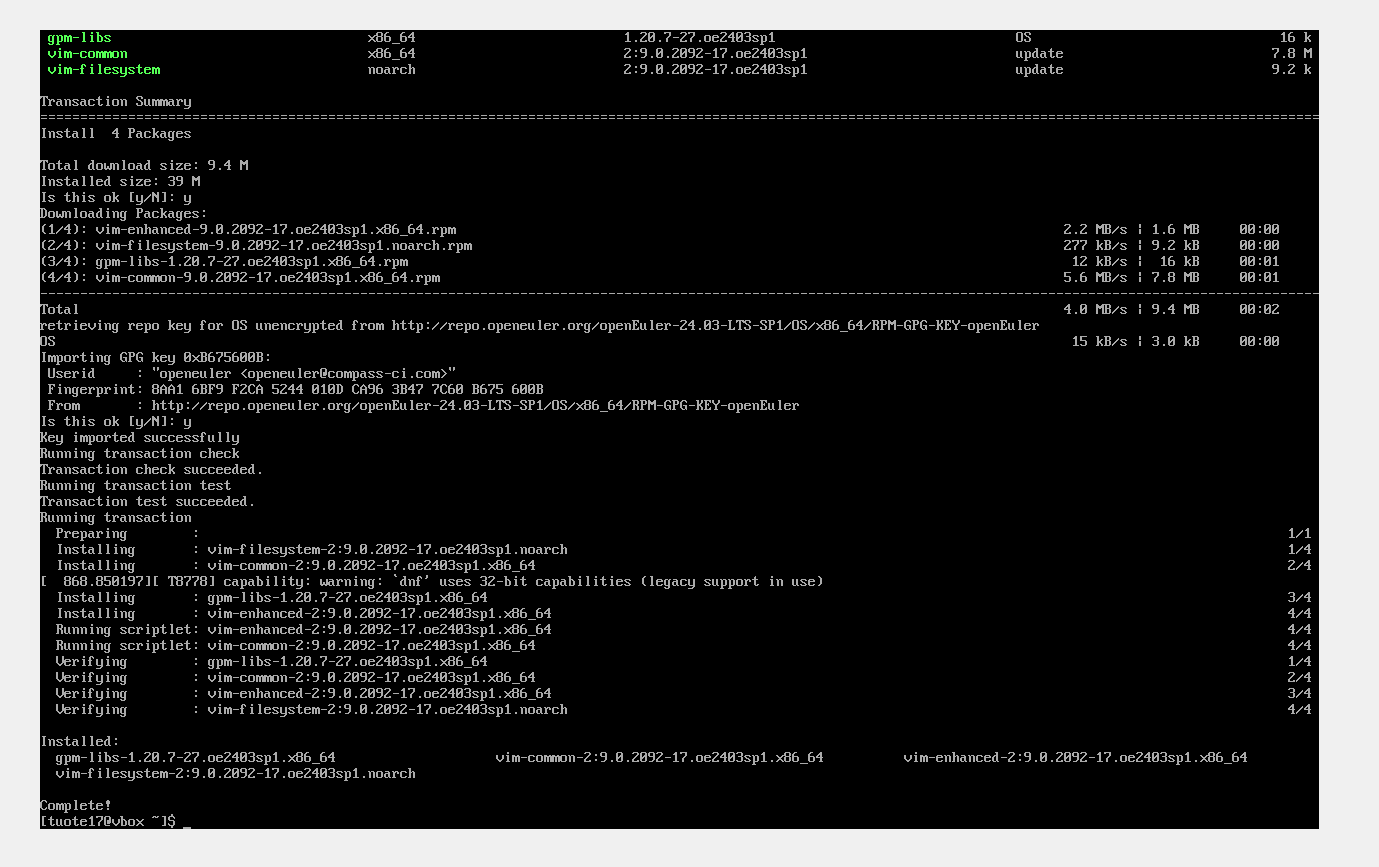 gpm-libs x86_64 1.20.7-27.oe2403sp1 OS 16 k
vim-common x86_64 2:9.0.2092-17.oe2403sp1 update 7.8 M
vim-filesystem noarch 2:9.0.2092-17.oe2403sp1 update 9.2 k
Transaction Summary
================================================================================
Install  4 Packages
Total download size: 9.4 M
Installed size: 39 M
Is this ok [y/N]: y
Downloading Packages:
(1/4): vim-enhanced-9.0.2092-17.oe2403sp1.x86_64.rpm 2.2 MB/s | 1.6 MB 00:00
(2/4): vim-filesystem-9.0.2092-17.oe2403sp1.noarch.rpm 277 kB/s | 9.2 kB 00:00
(3/4): gpm-libs-1.20.7-27.oe2403sp1.x86_64.rpm 12 kB/s | 16 kB 00:01
(4/4): vim-common-9.0.2092-17.oe2403sp1.x86_64.rpm 5.6 MB/s | 7.8 MB 00:01
--------------------------------------------------------------------------------
Total 4.0 MB/s | 9.4 MB 00:02
retrieving repo key for OS unencrypted from http://repo.openeuler.org/openEuler-24.03-LTS-SP1/OS/x86_64/RPM-GPG-KEY-openEuler
OS 15 kB/s | 3.0 kB 00:00
Importing GPG key 0xB675600B:
Userid     : "openeuler <openeuler@compass-ci.com>"
Fingerprint: 8AA1 6BF9 F2CA 5244 010D CA96 3B47 7C60 B675 600B
From       : http://repo.openeuler.org/openEuler-24.03-LTS-SP1/OS/x86_64/RPM-GPG-KEY-openEuler
Is this ok [y/N]: y
Key imported successfully
Running transaction check
Transaction check succeeded.
Running transaction test
Transaction test succeeded.
Running transaction
Preparing        : 1/1
Installing       : vim-filesystem-2:9.0.2092-17.oe2403sp1.noarch 1/4
Installing       : vim-common-2:9.0.2092-17.oe2403sp1.x86_64 2/4
[  868.850197][ T8778] capability: warning: `dnf' uses 32-bit capabilities (legacy support in use)
Installing       : gpm-libs-1.20.7-27.oe2403sp1.x86_64 3/4
Installing       : vim-enhanced-2:9.0.2092-17.oe2403sp1.x86_64 4/4
Running scriptlet: vim-enhanced-2:9.0.2092-17.oe2403sp1.x86_64 4/4
Running scriptlet: vim-common-2:9.0.2092-17.oe2403sp1.x86_64 4/4
Verifying        : gpm-libs-1.20.7-27.oe2403sp1.x86_64 1/4
Verifying        : vim-common-2:9.0.2092-17.oe2403sp1.x86_64 2/4
Verifying        : vim-enhanced-2:9.0.2092-17.oe2403sp1.x86_64 3/4
Verifying        : vim-filesystem-2:9.0.2092-17.oe2403sp1.noarch 4/4
Installed:
gpm-libs-1.20.7-27.oe2403sp1.x86_64 vim-common-2:9.0.2092-17.oe2403sp1.x86_64 vim-enhanced-2:9.0.2092-17.oe2403sp1.x86_64
vim-filesystem-2:9.0.2092-17.oe2403sp1.noarch
Complete!
[tuote17@vbox ~]$ _